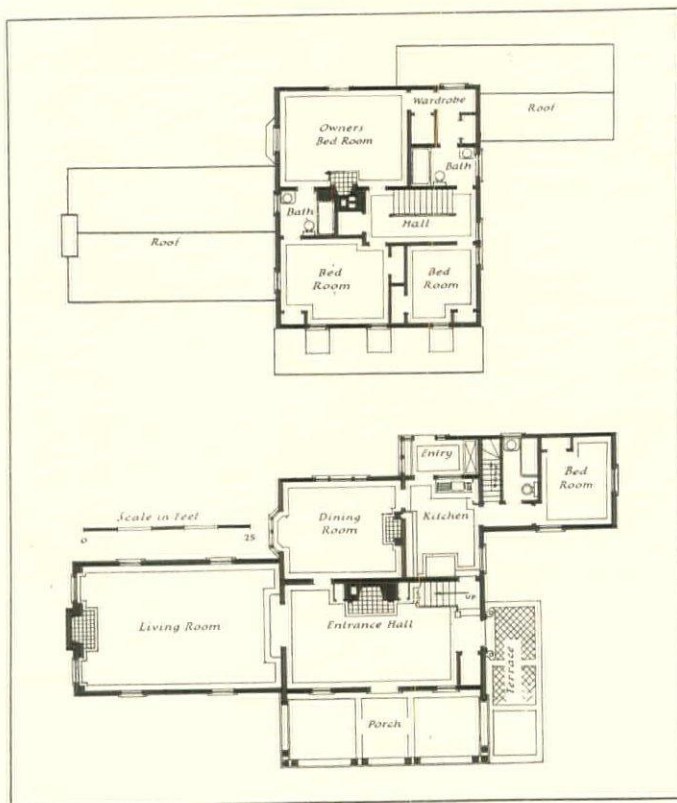 Wardrobe
Roof
Owners
Bed Room
Bath
Bath
Hall
Roof
Bed
Room
Bed
Room
Entry
Bed
Room
Scale in Feet
0
25
Dining
Room
Kitchen
up
Living Room
Entrance Hall
Terrace
Porch